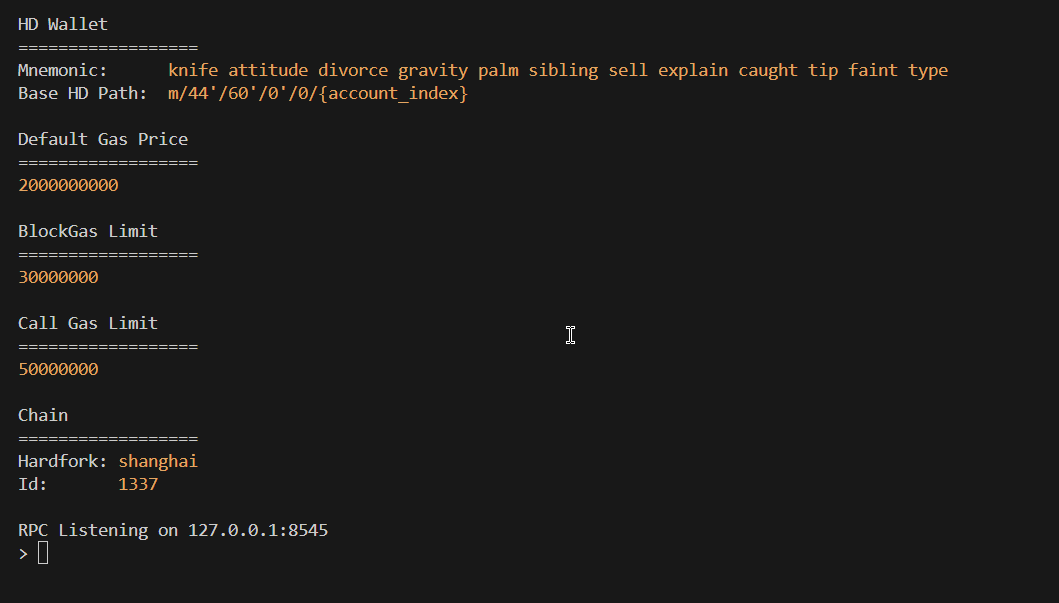 HD Wallet
==================
Mnemonic:      knife attitude divorce gravity palm sibling sell explain caught tip faint type
Base HD Path:  m/44'/60'/0'/0/{account_index}
Default Gas Price
==================
2000000000
BlockGas Limit
==================
30000000
Call Gas Limit
==================
50000000
Chain
==================
Hardfork: shanghai
Id:       1337
RPC Listening on 127.0.0.1:8545
>